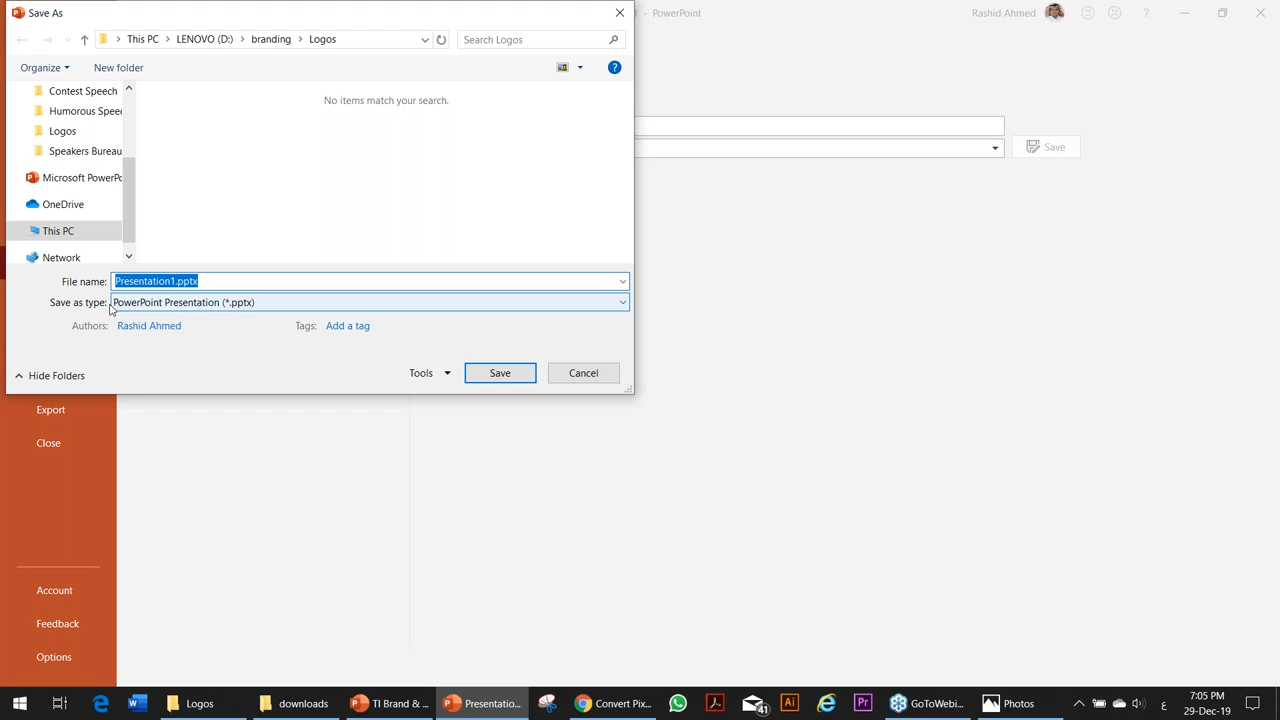 Save As
PowerPoint
Rashid Ahmed
This PC > LENOVO (D:) > branding > Logos
Search Logos
Organize
New folder
Contest Speech
Humorous Spee
Logos
Speakers Bureau
Microsoft PowerPo
OneDrive
This PC
Network
No items match your search.
Save
File name: Presentation1.pptx
Save as type: PowerPoint Presentation (*.pptx)
Authors: Rashid Ahmed
Tags: Add a tag
Hide Folders
Tools
Save
Cancel
Export
Close
Account
Feedback
Options
Logos
downloads
TI Brand & ...
Presentatio...
Convert Pix...
41
GoToWebi...
Photos
ع
7:05 PM
29-Dec-19